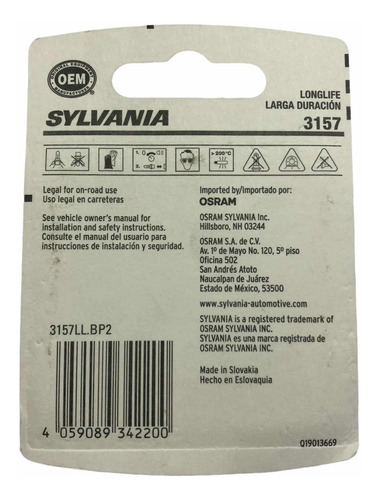 ORIGINAL EQUIPMENT
OEM
MANUFACTURER
SYLVANIA
LONGLIFE
LARGA DURACIÓN
3157
>200°C
Legal for on-road use
Uso legal en carreteras
See vehicle owner's manual for
installation and safety instructions.
Consulte el manual del usuario para
instrucciones de instalación y seguridad.
Imported by/importado por:
OSRAM
OSRAM SYLVANIA Inc.
Hillsboro, NH 03244
OSRAM S.A. de C.V.
Av. 1º de Mayo No. 120, 5º piso
Oficina 502
San Andrés Atoto
Naucalpan de Juárez
Estado de México, 53500
www.sylvania-automotive.com
SYLVANIA is a registered trademark of
OSRAM SYLVANIA INC.
SYLVANIA es una marca registrada de
OSRAM SYLVANIA INC.
Made in Slovakia
Hecho en Eslovaquia
3157LL.BP2
4 059089 342200
Q19013669